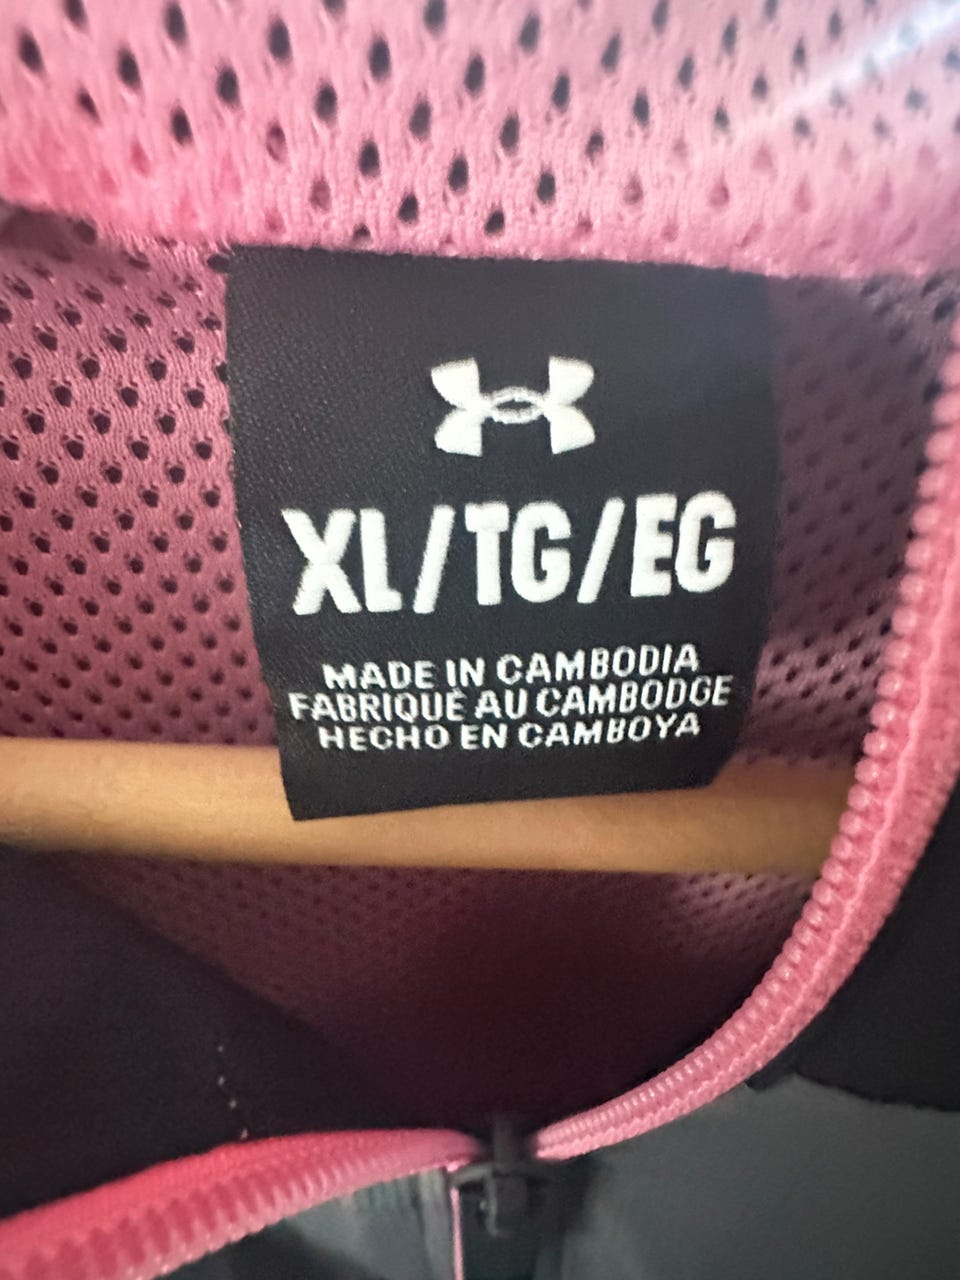 XL/TG/EG
MADE IN CAMBODIA
FABRIQUÉ AU CAMBODGE
HECHO EN CAMBOYA